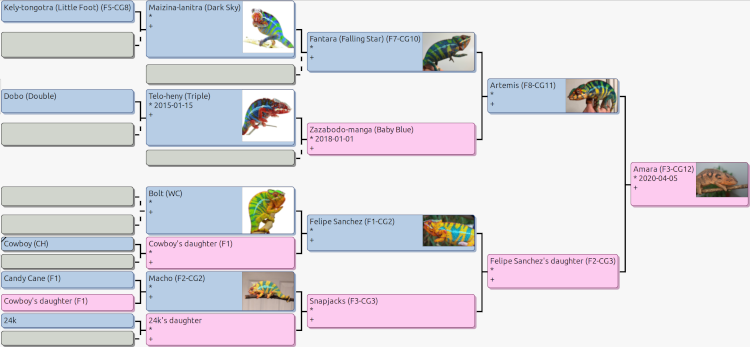 Kely-tongotra (Little Foot) (F5-CG8)
Maizina-lanitra (Dark Sky)
*
+
Fantara (Falling Star) (F7-CG10)
*
+
Dobo (Double)
Telo-heny (Triple)
* 2015-01-15
+
Zazabodo-manga (Baby Blue)
* 2018-01-01
+
Artemis (F8-CG11)
*
+
Amara (F3-CG12)
* 2020-04-05
+
Bolt (WC)
*
+
Cowboy (CH)
Cowboy's daughter (F1)
*
+
Felipe Sanchez (F1-CG2)
*
+
Felipe Sanchez's daughter (F2-CG3)
*
+
Candy Cane (F1)
Cowboy's daughter (F1)
Macho (F2-CG2)
*
+
Snapjacks (F3-CG3)
*
+
24k
24k's daughter
*
+